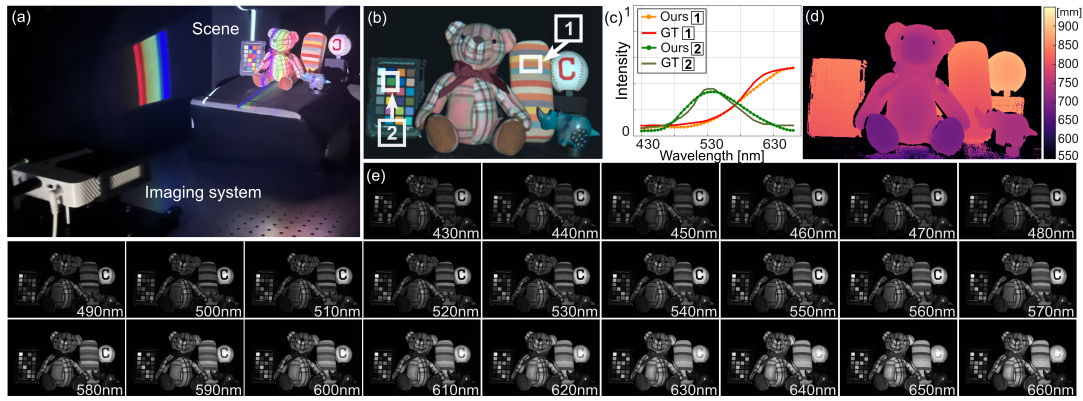 (a)
Scene
Imaging system
(b)
1
2
C
(c)
1
Intensity
0
Ours 1
GT 1
Ours 2
GT 2
430 530 630
Wavelength [nm]
(d)
[mm]
900
850
800
750
700
650
600
550
(e)
430nm 440nm 450nm 460nm 470nm 480nm
490nm 500nm 510nm 520nm 530nm 540nm 550nm 560nm 570nm
580nm 590nm 600nm 610nm 620nm 630nm 640nm 650nm 660nm